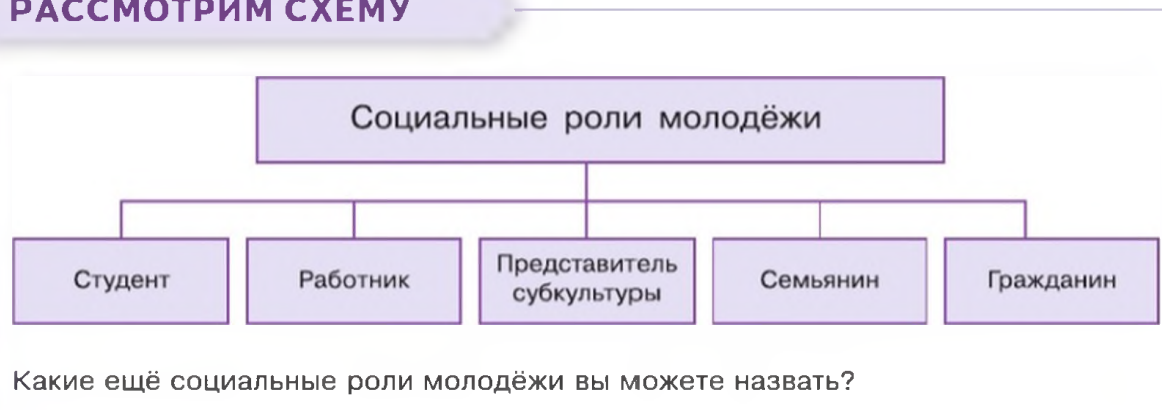 РАССМОТРИМ СХЕМУ
Социальные роли молодёжи
Студент
Работник
Представитель
субкультуры
Семьянин
Гражданин
Какие ещё социальные роли молодёжи вы можете назвать?